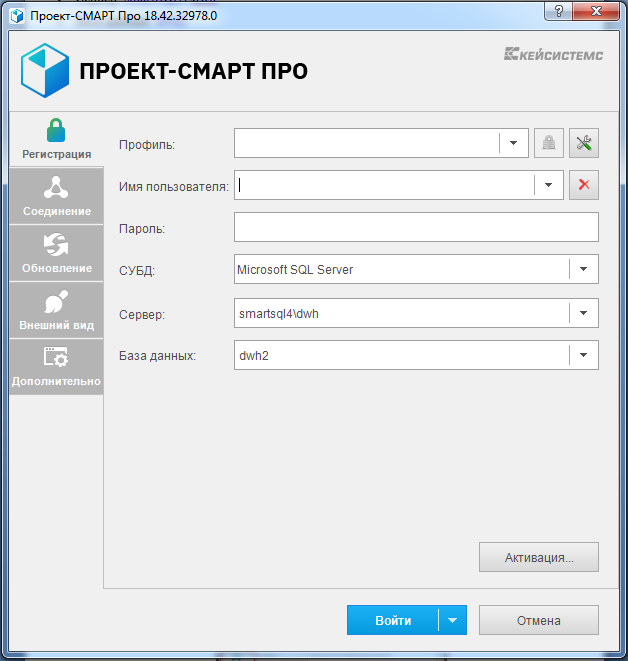 Проект-СМАРТ Про 18.42.32978.0
ПРОЕКТ-СМАРТ ПРО
КЕЙСИСТЕМС
Регистрация
Соединение
Обновление
Внешний вид
Дополнительно
Профиль:
Имя пользователя:
Пароль:
СУБД:
Microsoft SQL Server
Сервер:
smartsql4\dwh
База данных:
dwh2
Активация...
Войти
Отмена